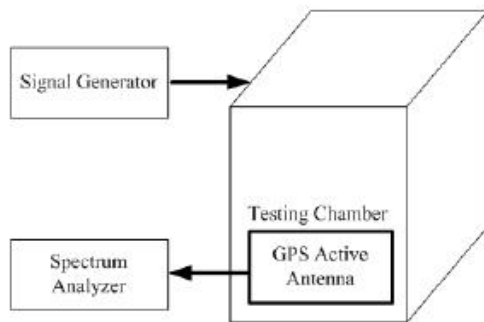 Signal Generator
Testing Chamber
GPS Active
Antenna
Spectrum
Analyzer